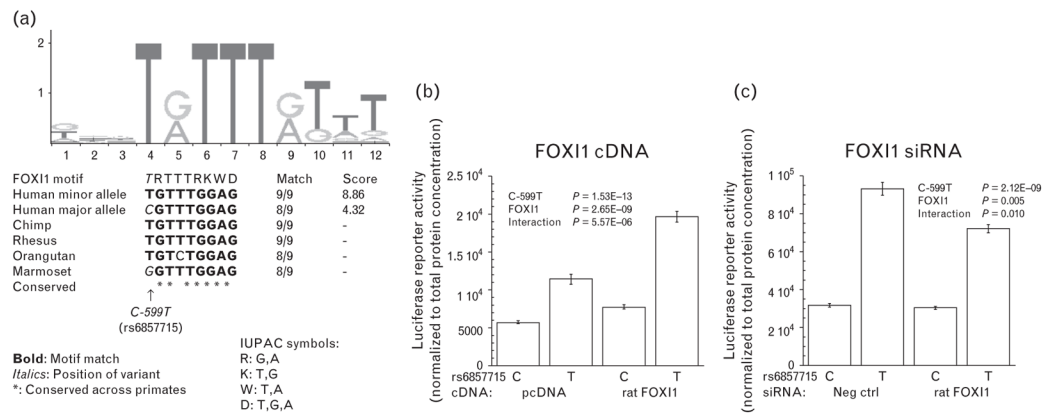 (a)
2
1
1 2 3 4 5 6 7 8 9 10 11 12
FOXI1 motif TRTTTRKWD Match Score
Human minor allele TGTTTGGAG 9/9 8.86
Human major allele CGTTTGGAG 8/9 4.32
Chimp TGTTTGGAG 9/9 -
Rhesus TGTTTGGAG 9/9 -
Orangutan TGTCTGGAG 8/9 -
Marmoset GGTTTGGAG 8/9 -
Conserved ** *****
↑
C-599T
(rs6857715)
Bold: Motif match
Italics: Position of variant
*: Conserved across primates
IUPAC symbols:
R: G,A
K: T,G
W: T,A
D: T,G,A
(b)
FOXI1 cDNA
Luciferase reporter activity
(normalized to total protein concentration)
2.5 10⁴
2 10⁴
1.5 10⁴
1 10⁴
5000
0
C-599T P = 1.53E–13
FOXI1 P = 2.65E–09
Interaction P = 5.57E–06
rs6857715 C T C T
cDNA: pcDNA rat FOXI1
(c)
FOXI1 siRNA
Luciferase reporter activity
(normalized to total protein concentration)
1 10⁵
8 10⁴
6 10⁴
4 10⁴
2 10⁴
0
C-599T P = 2.12E–09
FOXI1 P = 0.005
Interaction P = 0.010
rs6857715 C T C T
siRNA: Neg ctrl rat FOXI1